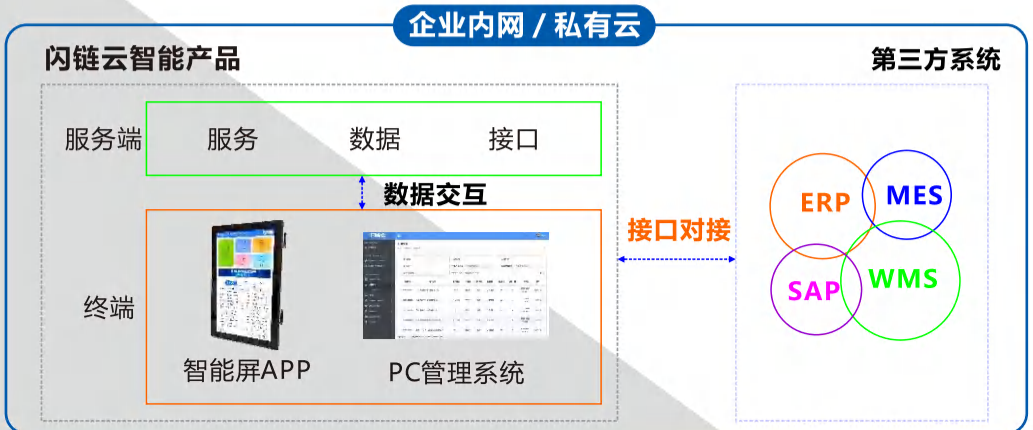 企业内网 / 私有云
闪链云智能产品
第三方系统
服务端
服务
数据
接口
数据交互
终端
智能屏APP
PC管理系统
接口对接
ERP
MES
SAP
WMS